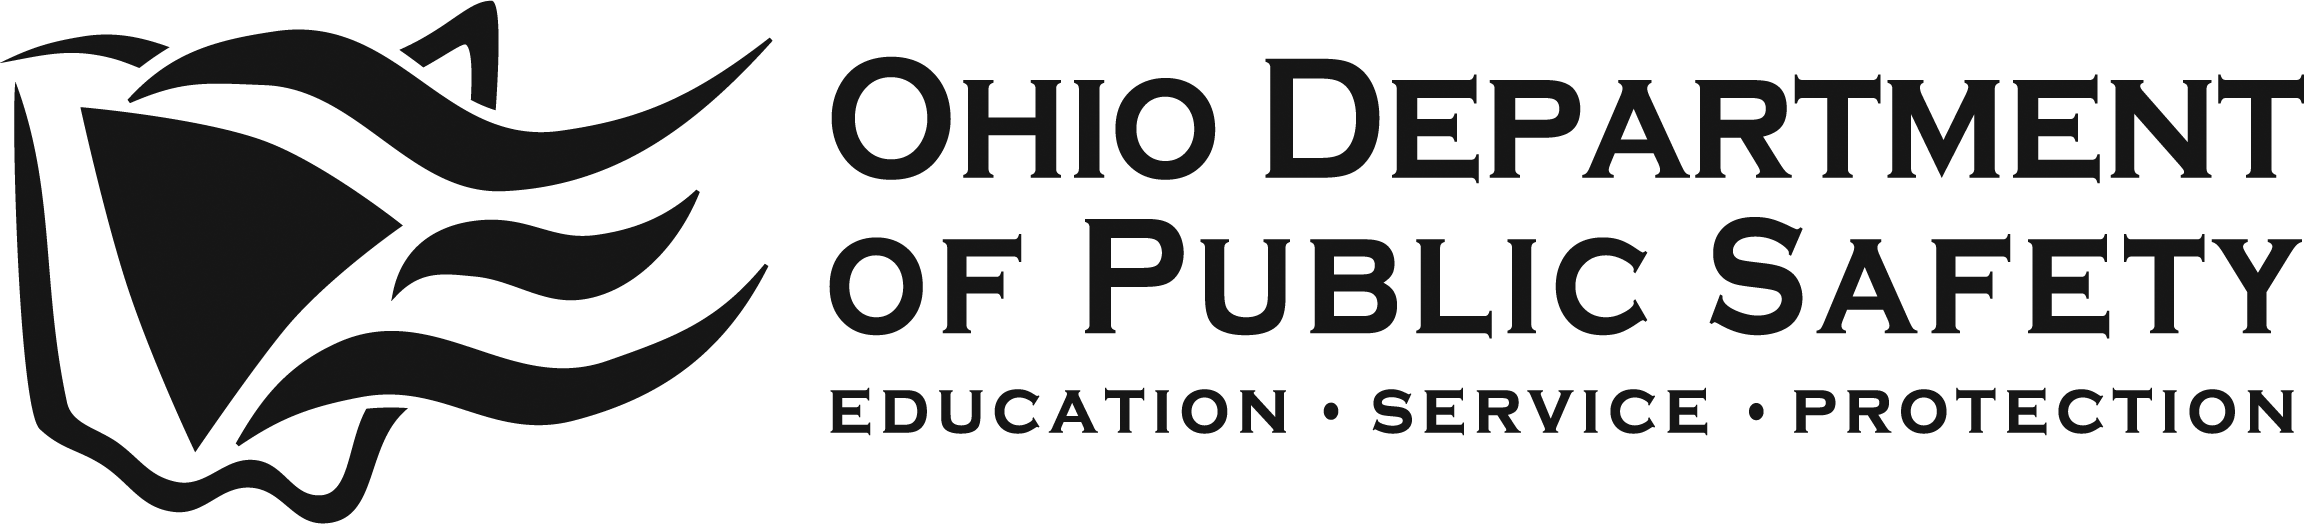 OHIO DEPARTMENT
OF PUBLIC SAFETY
EDUCATION • SERVICE • PROTECTION